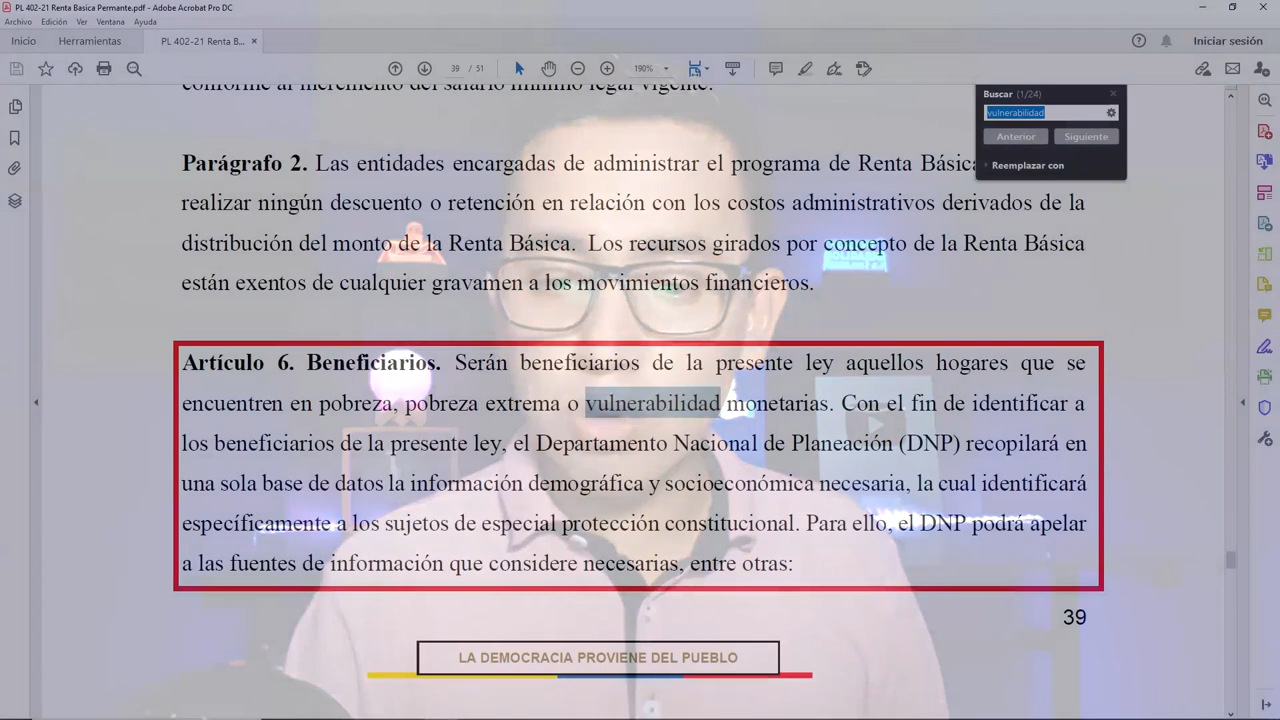 PL 402-21 Renta Basica Permante.pdf - Adobe Acrobat Pro DC
Archivo Edición Ver Ventana Ayuda
Inicio Herramientas PL 402-21 Renta B... × Iniciar sesión
39 / 51 190%
conforme al incremento del salario mínimo legal vigente.
Buscar (1/24)
vulnerabilidad
Anterior Siguiente
Reemplazar con
Parágrafo 2. Las entidades encargadas de administrar el programa de Renta Básica
realizar ningún descuento o retención en relación con los costos administrativos derivados de la
distribución del monto de la Renta Básica. Los recursos girados por concepto de la Renta Básica
están exentos de cualquier gravamen a los movimientos financieros.
Artículo 6. Beneficiarios. Serán beneficiarios de la presente ley aquellos hogares que se
encuentren en pobreza, pobreza extrema o vulnerabilidad monetarias. Con el fin de identificar a
los beneficiarios de la presente ley, el Departamento Nacional de Planeación (DNP) recopilará en
una sola base de datos la información demográfica y socioeconómica necesaria, la cual identificará
específicamente a los sujetos de especial protección constitucional. Para ello, el DNP podrá apelar
a las fuentes de información que considere necesarias, entre otras:
39
LA DEMOCRACIA PROVIENE DEL PUEBLO